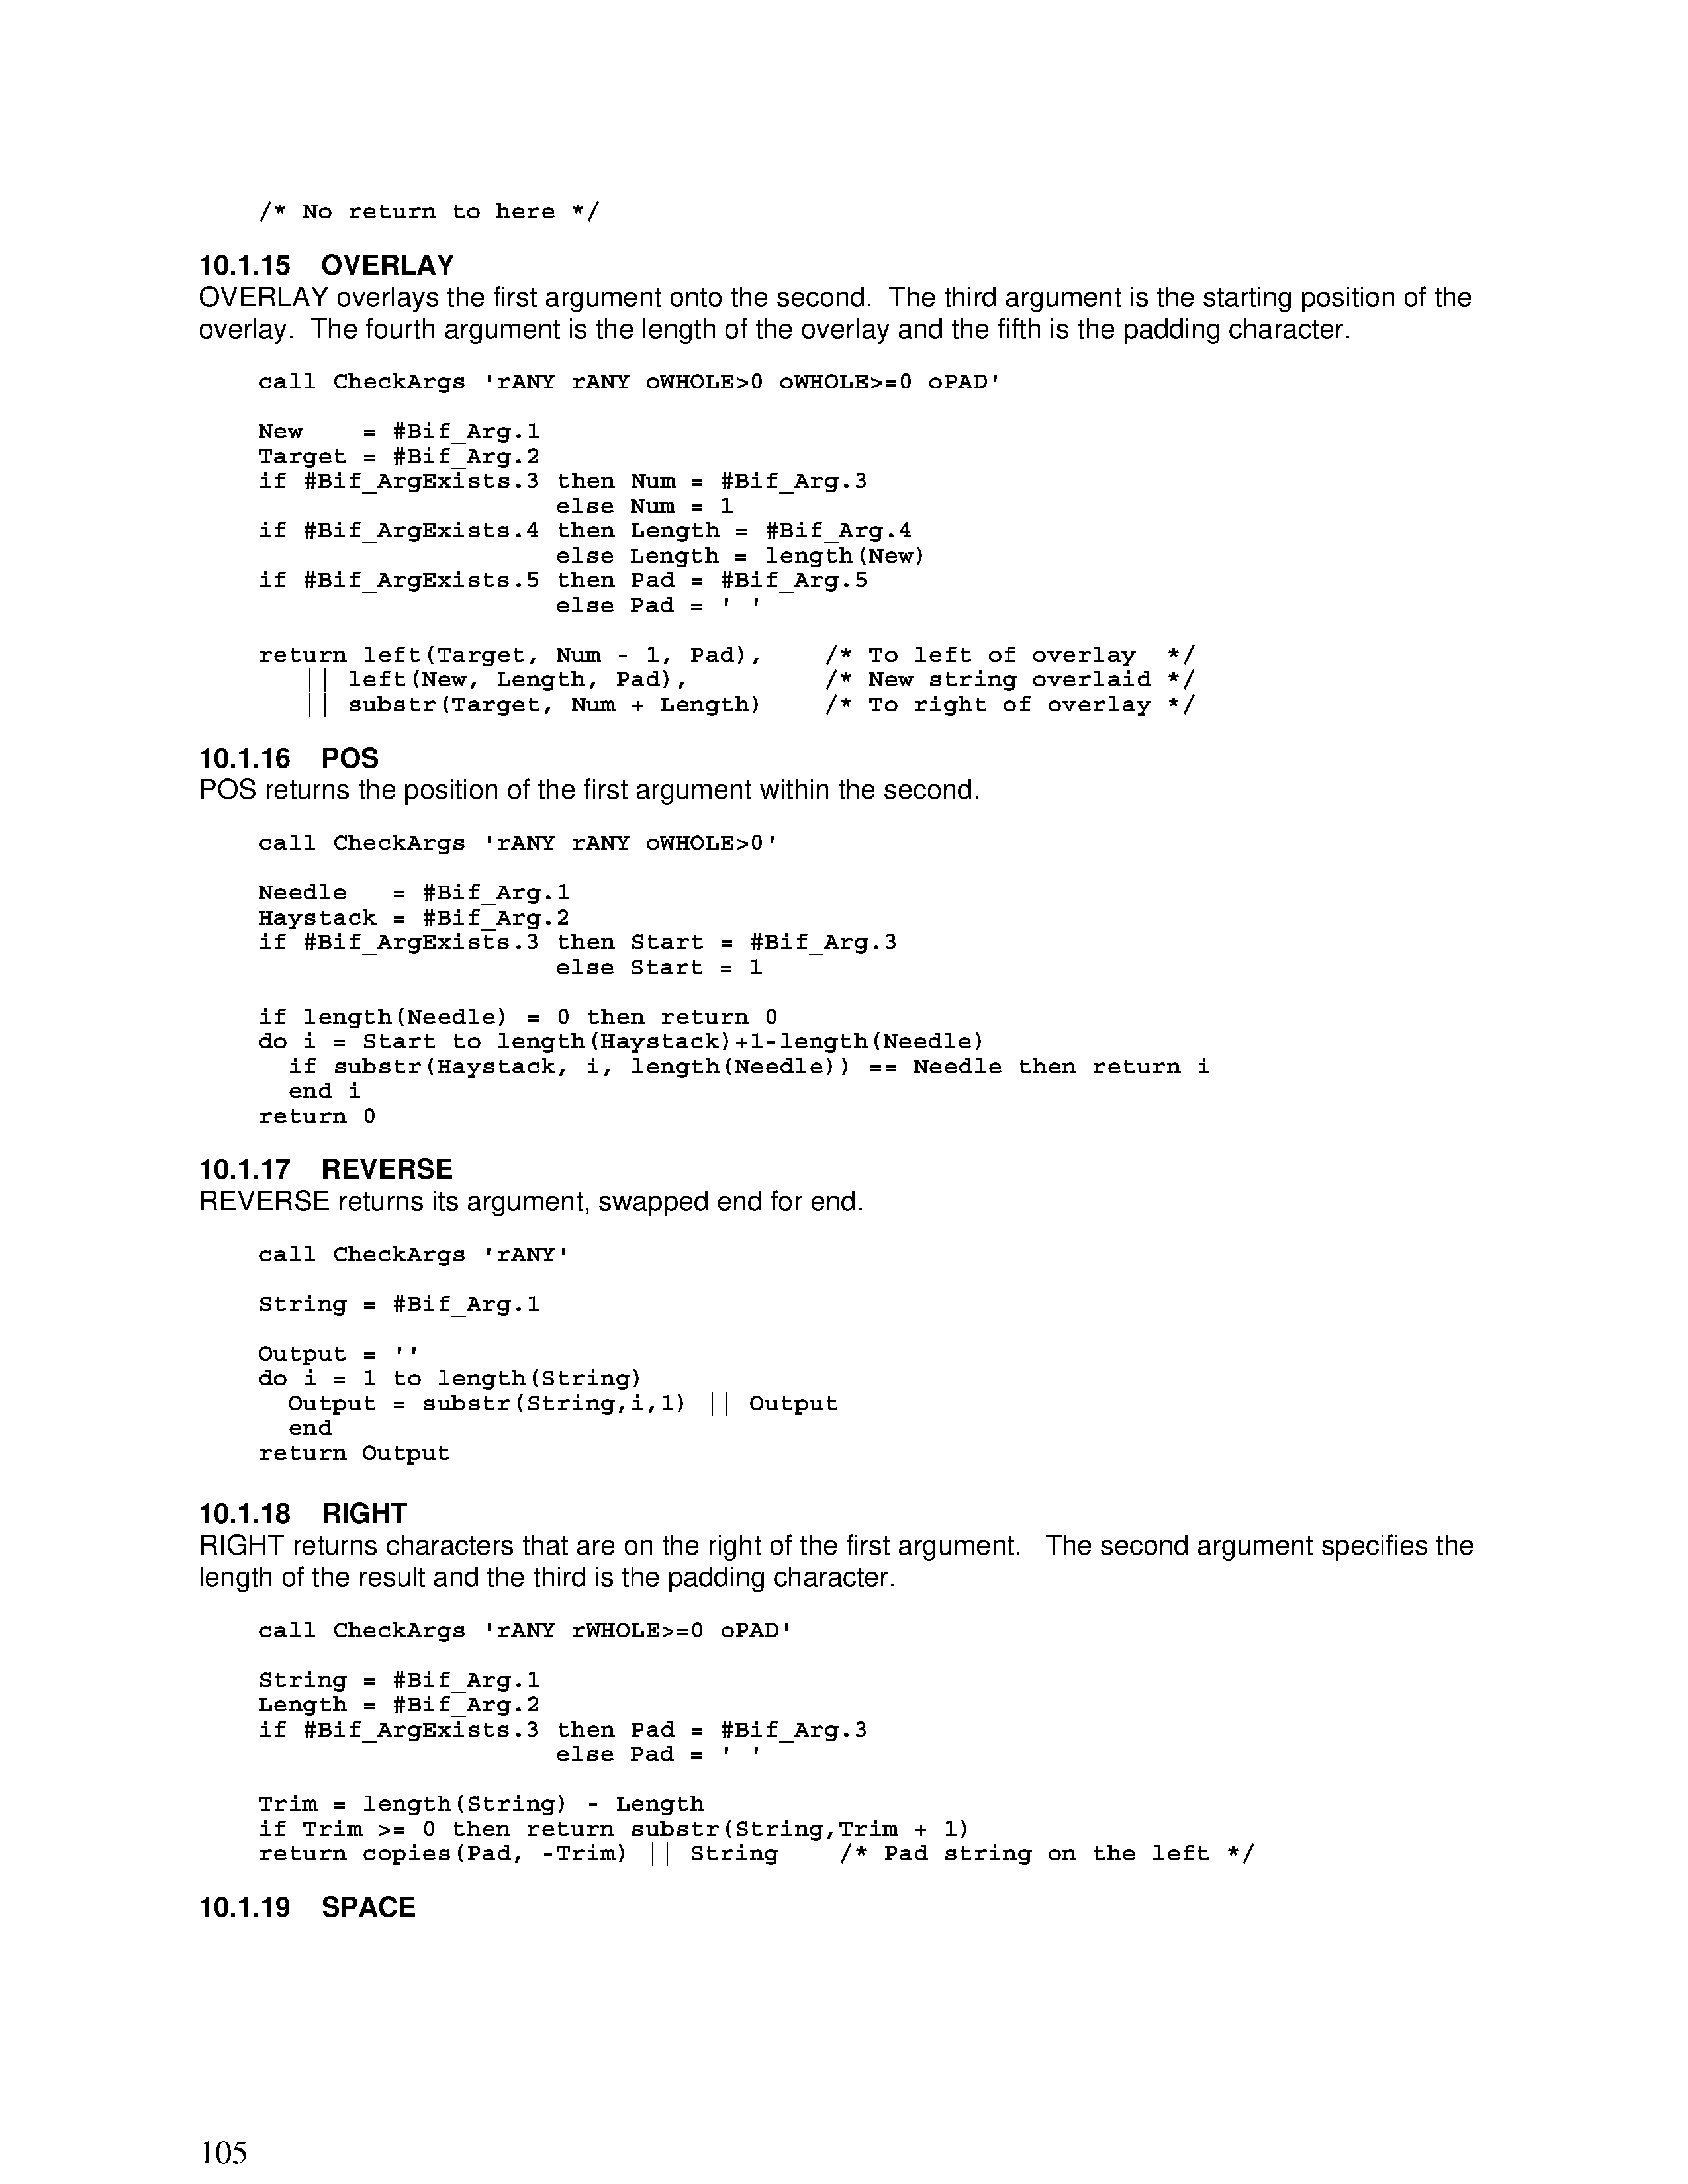 /* No return to here */
10.1.15 OVERLAY
OVERLAY overlays the first argument onto the second. The third argument is the starting position of the
overlay. The fourth argument is the length of the overlay and the fifth is the padding character.
call CheckArgs 'rANY rANY oWHOLE>0 oWHOLE>=0 oPAD'
New    = #Bif_Arg.1
Target = #Bif_Arg.2
if #Bif_ArgExists.3 then Num = #Bif_Arg.3
                    else Num = 1
if #Bif_ArgExists.4 then Length = #Bif_Arg.4
                    else Length = length(New)
if #Bif_ArgExists.5 then Pad = #Bif_Arg.5
                    else Pad = ' '
return left(Target, Num - 1, Pad),    /* To left of overlay  */
   || left(New, Length, Pad),         /* New string overlaid */
   || substr(Target, Num + Length)    /* To right of overlay */
10.1.16 POS
POS returns the position of the first argument within the second.
call CheckArgs 'rANY rANY oWHOLE>0'
Needle   = #Bif_Arg.1
Haystack = #Bif_Arg.2
if #Bif_ArgExists.3 then Start = #Bif_Arg.3
                    else Start = 1
if length(Needle) = 0 then return 0
do i = Start to length(Haystack)+1-length(Needle)
  if substr(Haystack, i, length(Needle)) == Needle then return i
  end i
return 0
10.1.17 REVERSE
REVERSE returns its argument, swapped end for end.
call CheckArgs 'rANY'
String = #Bif_Arg.1
Output = ''
do i = 1 to length(String)
  Output = substr(String,i,1) || Output
  end
return Output
10.1.18 RIGHT
RIGHT returns characters that are on the right of the first argument. The second argument specifies the
length of the result and the third is the padding character.
call CheckArgs 'rANY rWHOLE>=0 oPAD'
String = #Bif_Arg.1
Length = #Bif_Arg.2
if #Bif_ArgExists.3 then Pad = #Bif_Arg.3
                    else Pad = ' '
Trim = length(String) - Length
if Trim >= 0 then return substr(String,Trim + 1)
return copies(Pad, -Trim) || String    /* Pad string on the left */
10.1.19 SPACE
105